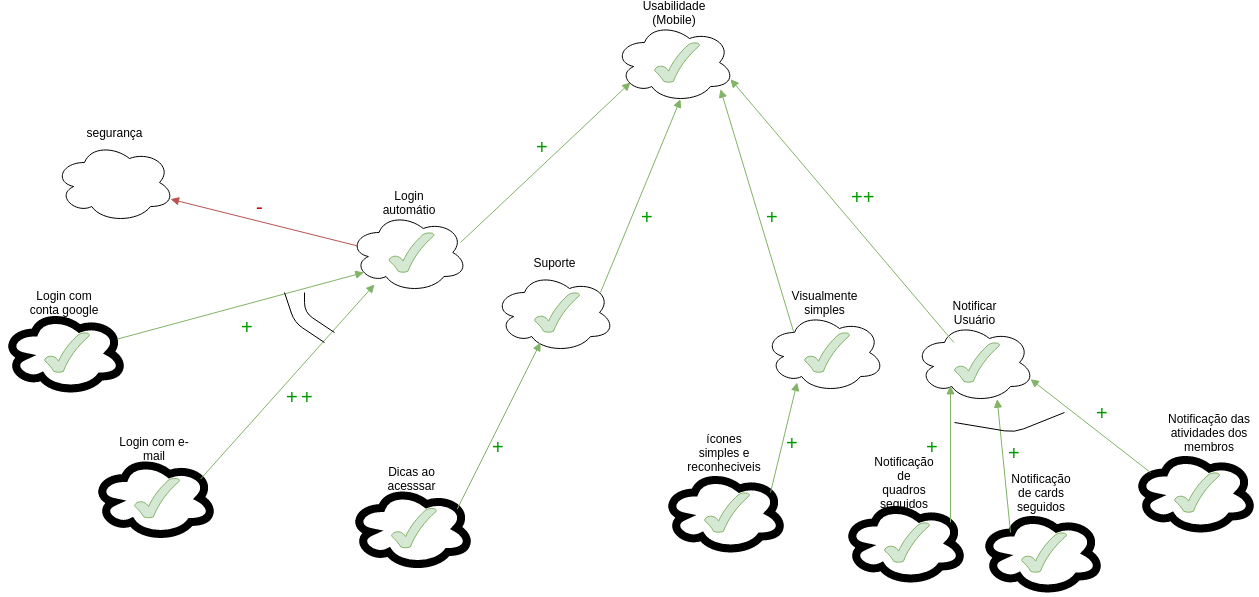 Usabilidade
(Mobile)
+
+
+
++
segurança
-
Login
automátio
Suporte
Visualmente
simples
Notificar
Usuário
Login com
conta google
+
++
Login com e-
mail
Dicas ao
acesssar
+
ícones
simples e
reconheciveis
+
Notificação
de
quadros
seguidos
+
Notificação
de cards
seguidos
+
Notificação das
atividades dos
membros
+